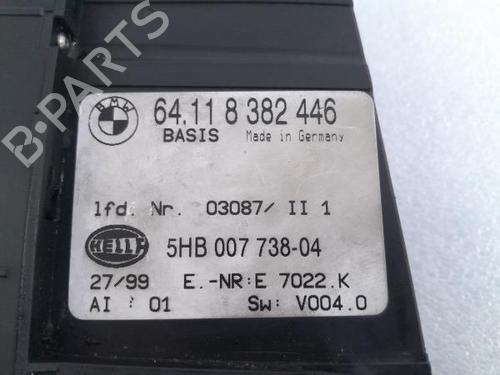 B-PARTS
BMW
64.11 8 382 446
BASIS Made in Germany
lfd. Nr. 03087/ II 1
HELLA 5HB 007 738-04
27/99 E.-NR:E 7022.K
AI : 01 Sw: V004.0